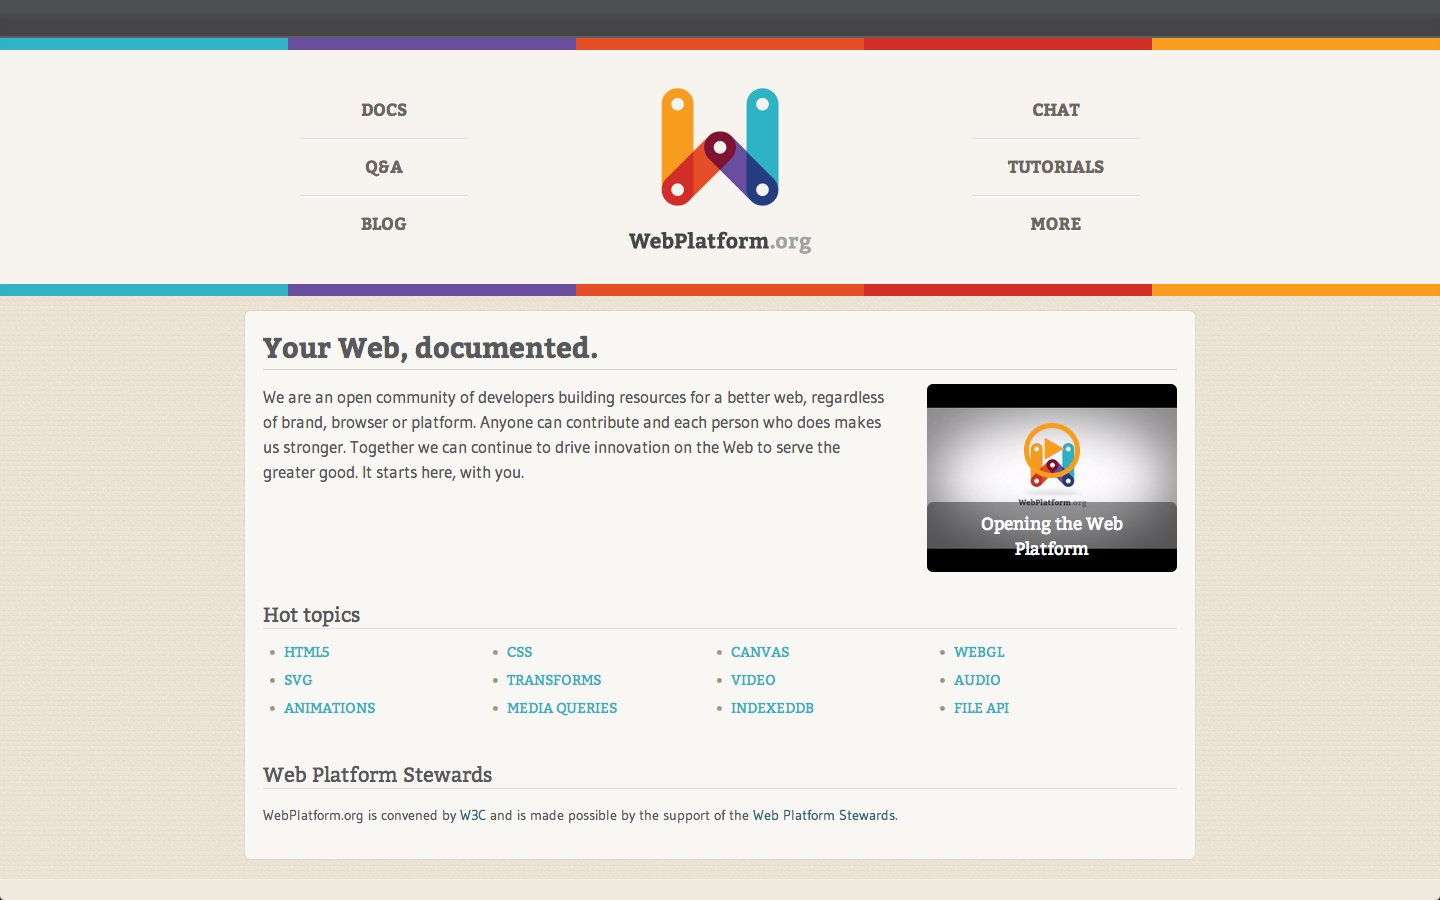 DOCS
Q&A
BLOG
WebPlatform.org
CHAT
TUTORIALS
MORE
Your Web, documented.
We are an open community of developers building resources for a better web, regardless
of brand, browser or platform. Anyone can contribute and each person who does makes
us stronger. Together we can continue to drive innovation on the Web to serve the
greater good. It starts here, with you.
WebPlatform.org
Opening the Web
Platform
Hot topics
HTML5
CSS
CANVAS
WEBGL
SVG
TRANSFORMS
VIDEO
AUDIO
ANIMATIONS
MEDIA QUERIES
INDEXEDDB
FILE API
Web Platform Stewards
WebPlatform.org is convened by W3C and is made possible by the support of the Web Platform Stewards.